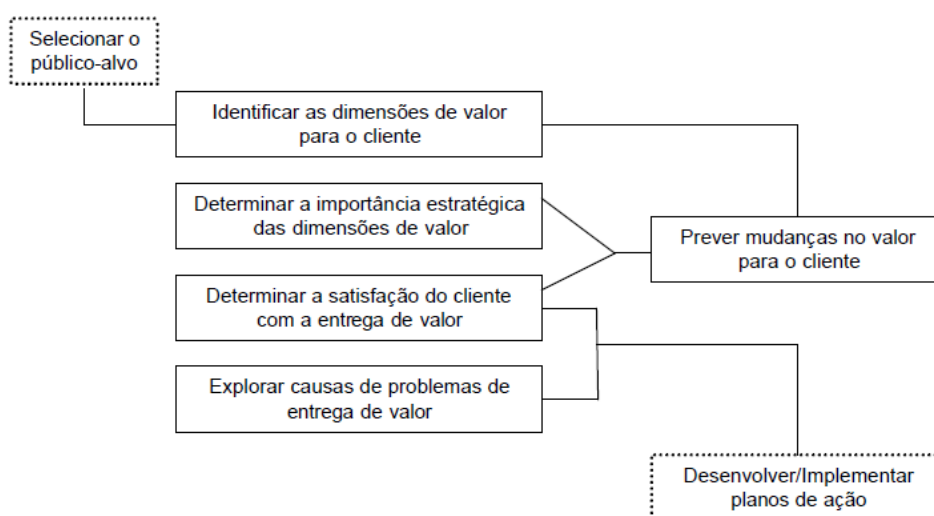 Selecionar o
público-alvo
Identificar as dimensões de valor
para o cliente
Determinar a importância estratégica
das dimensões de valor
Prever mudanças no valor
para o cliente
Determinar a satisfação do cliente
com a entrega de valor
Explorar causas de problemas de
entrega de valor
Desenvolver/Implementar
planos de ação